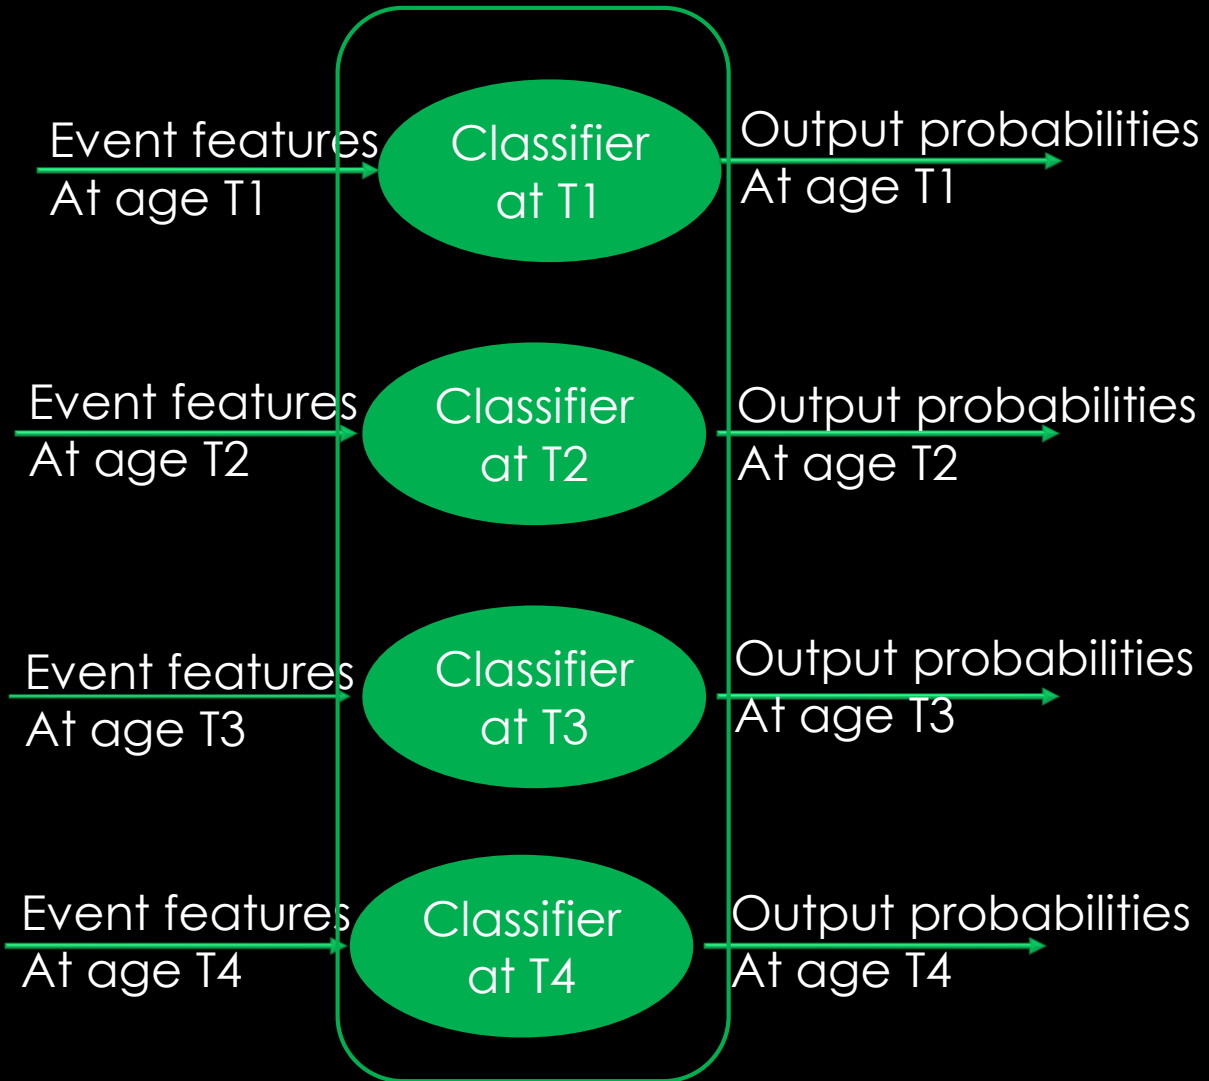 Event features
At age T1
Classifier
at T1
Output probabilities
At age T1
Event features
At age T2
Classifier
at T2
Output probabilities
At age T2
Event features
At age T3
Classifier
at T3
Output probabilities
At age T3
Event features
At age T4
Classifier
at T4
Output probabilities
At age T4